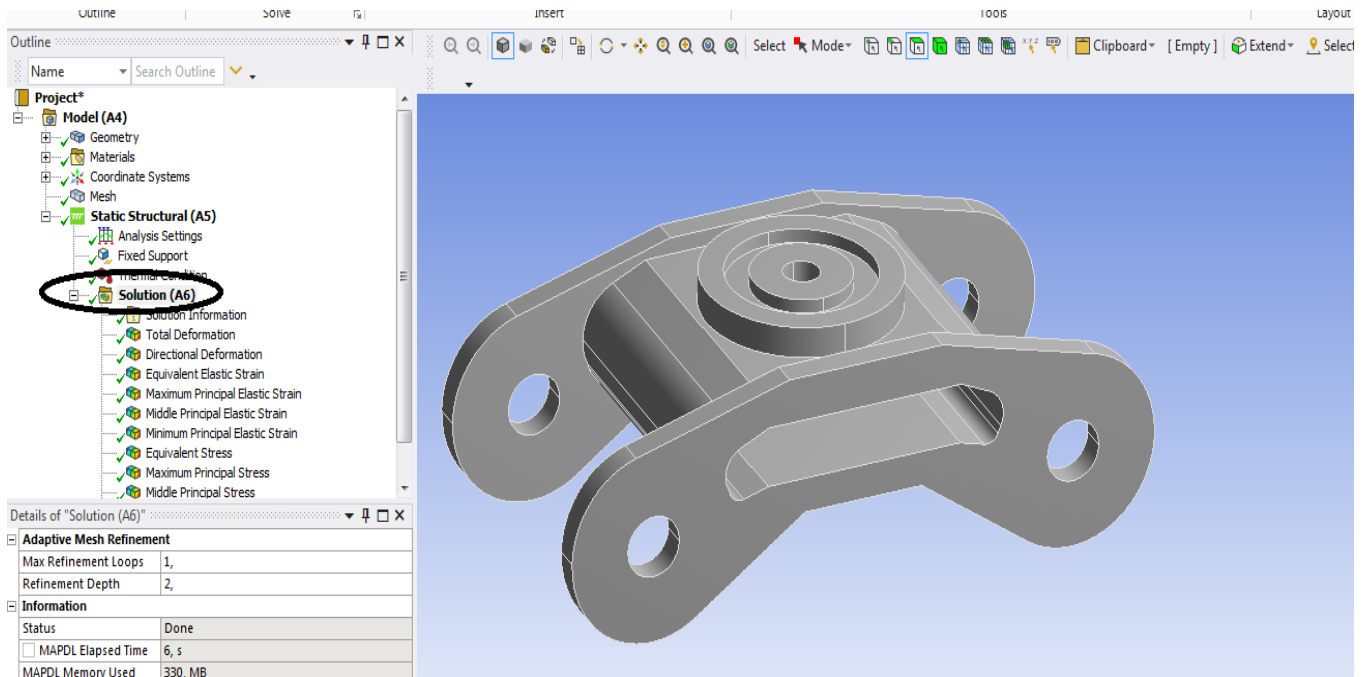 Outline Solve Insert Tools Layout
Outline
Select Mode Clipboard [ Empty ] Extend Select
Name Search Outline
Project*
Model (A4)
Geometry
Materials
Coordinate Systems
Mesh
Static Structural (A5)
Analysis Settings
Fixed Support
Thermal Condition
Solution (A6)
Solution Information
Total Deformation
Directional Deformation
Equivalent Elastic Strain
Maximum Principal Elastic Strain
Middle Principal Elastic Strain
Minimum Principal Elastic Strain
Equivalent Stress
Maximum Principal Stress
Middle Principal Stress
Details of "Solution (A6)"
Adaptive Mesh Refinement
Max Refinement Loops 1,
Refinement Depth 2,
Information
Status Done
MAPDL Elapsed Time 6, s
MAPDL Memory Used 330, MB